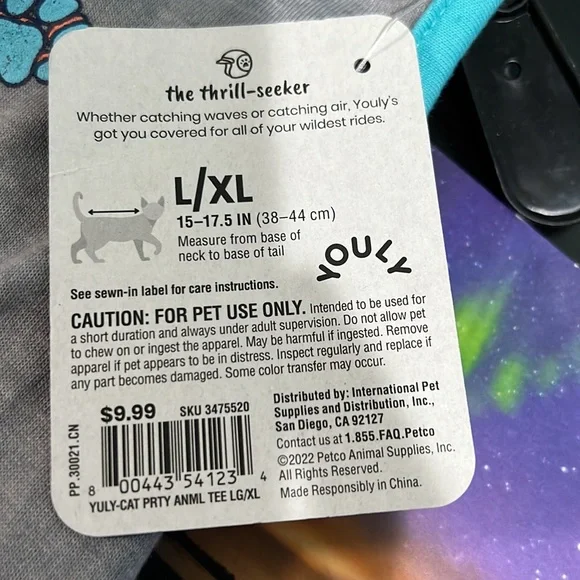 the thrill-seeker
Whether catching waves or catching air, Youly's
got you covered for all of your wildest rides.
L/XL
15–17.5 IN (38–44 cm)
Measure from base of
neck to base of tail
YOULY
See sewn-in label for care instructions.
CAUTION: FOR PET USE ONLY. Intended to be used for
a short duration and always under adult supervision. Do not allow pet
to chew on or ingest the apparel. May be harmful if ingested. Remove
apparel if pet appears to be in distress. Inspect regularly and replace if
any part becomes damaged. Some color transfer may occur.
$9.99 SKU 3475520
8 00443 54123 4
YULY-CAT PRTY ANML TEE LG/XL
PP.30021.CN
Distributed by: International Pet
Supplies and Distribution, Inc.,
San Diego, CA 92127
Contact us at 1.855.FAQ.Petco
©2022 Petco Animal Supplies, Inc.
All Rights Reserved.
Made Responsibly in China.